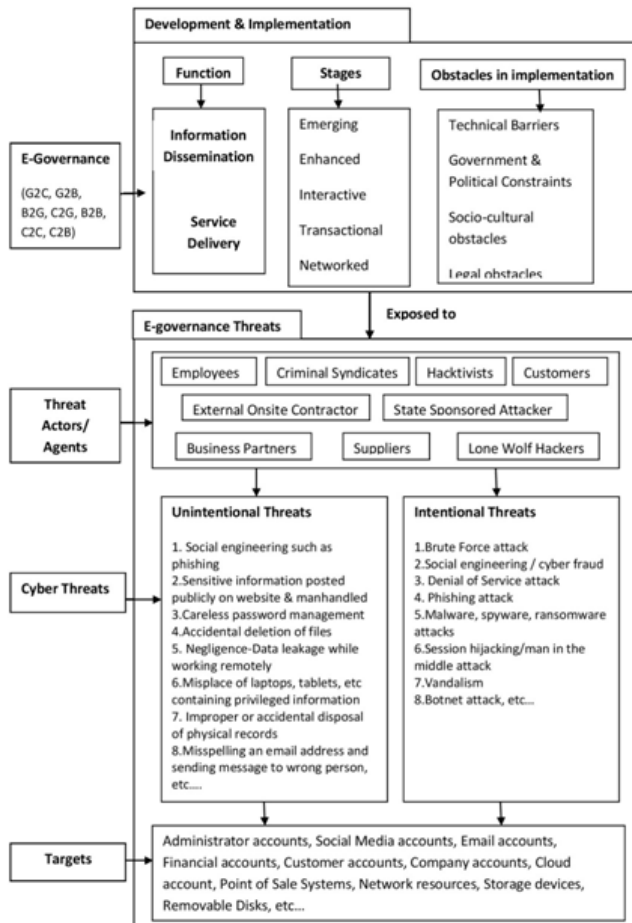 Development & Implementation
Function
Stages
Obstacles in implementation
E-Governance
(G2C, G2B,
B2G, C2G, B2B,
C2C, C2B)
Information
Dissemination
Service
Delivery
Emerging
Enhanced
Interactive
Transactional
Networked
Technical Barriers
Government &
Political Constraints
Socio-cultural
obstacles
Legal obstacles
Exposed to
E-governance Threats
Threat
Actors/
Agents
Employees
Criminal Syndicates
Hacktivists
Customers
External Onsite Contractor
State Sponsored Attacker
Business Partners
Suppliers
Lone Wolf Hackers
Cyber Threats
Unintentional Threats
1. Social engineering such as
phishing
2.Sensitive information posted
publicly on website & manhandled
3.Careless password management
4.Accidental deletion of files
5. Negligence-Data leakage while
working remotely
6.Misplace of laptops, tablets, etc
containing privileged information
7. Improper or accidental disposal
of physical records
8.Misspelling an email address and
sending message to wrong person,
etc.....
Intentional Threats
1.Brute Force attack
2.Social engineering / cyber fraud
3. Denial of Service attack
4. Phishing attack
5.Malware, spyware, ransomware
attacks
6.Session hijacking/man in the
middle attack
7.Vandalism
8.Botnet attack, etc...
Targets
Administrator accounts, Social Media accounts, Email accounts,
Financial accounts, Customer accounts, Company accounts, Cloud
account, Point of Sale Systems, Network resources, Storage devices,
Removable Disks, etc...